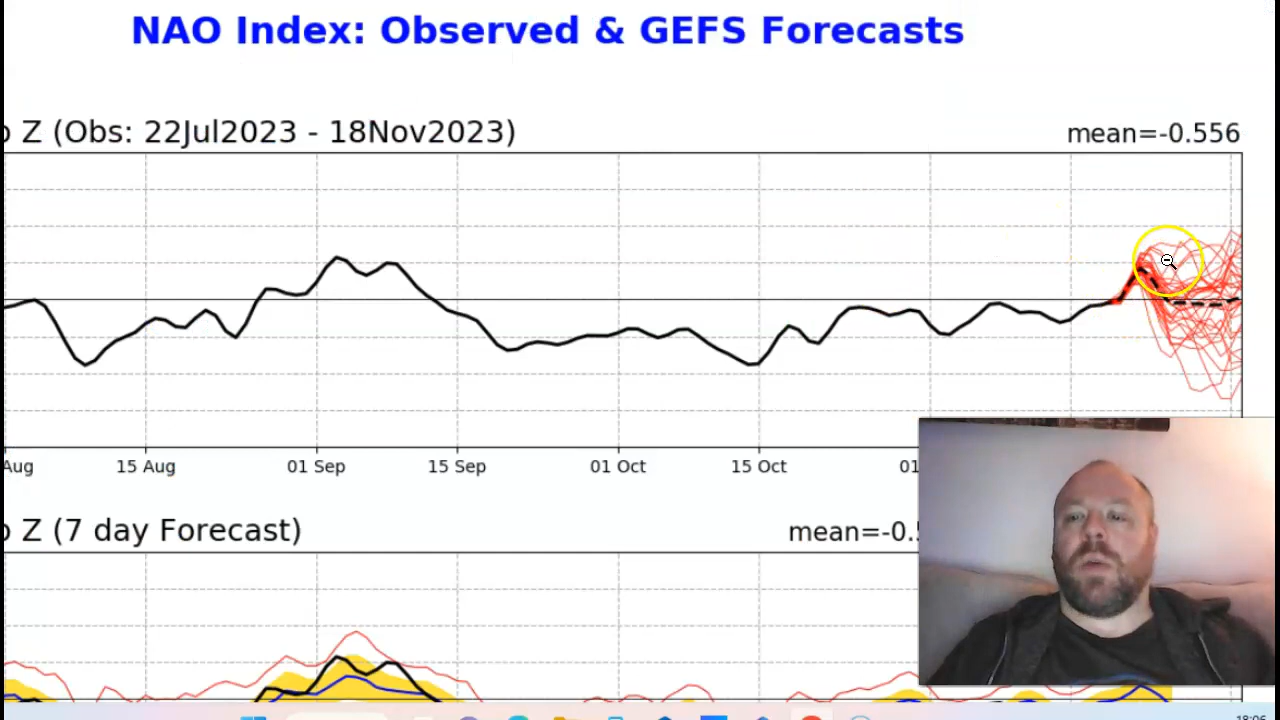 NAO Index: Observed & GEFS Forecasts
Z (Obs: 22Jul2023 - 18Nov2023)
mean=-0.556
Aug
15 Aug
01 Sep
15 Sep
01 Oct
15 Oct
01
Z (7 day Forecast)
mean=-0.